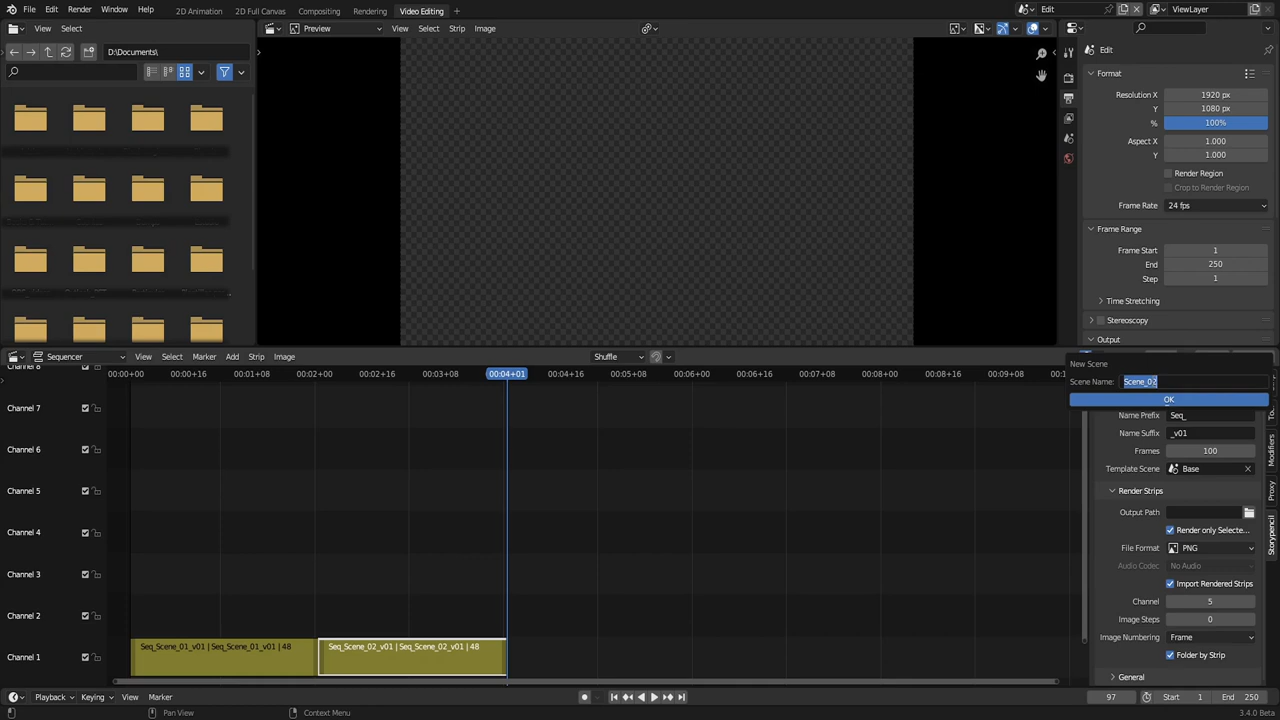 File Edit Render Window Help 2D Animation 2D Full Canvas Compositing Rendering Video Editing + Edit ViewLayer
View Select D:\Documents\
Preview View Select Strip Image
Edit
Format
Resolution X 1920 px
Y 1080 px
% 100%
Aspect X 1.000
Y 1.000
Render Region
Crop to Render Region
Frame Rate 24 fps
Frame Range
Frame Start 1
End 250
Step 1
Time Stretching
Stereoscopy
Output
Sequencer View Select Marker Add Strip Image Shuffle
00:00+00 00:00+16 00:01+08 00:02+00 00:02+16 00:03+08 00:04+01 00:04+16 00:05+08 00:06+00 00:06+16 00:07+08 00:08+00 00:08+16 00:09+08
Channel 8
Channel 7
Channel 6
Channel 5
Channel 4
Channel 3
Channel 2
Channel 1
Seq_Scene_01_v01 | Seq_Scene_01_v01 | 48
Seq_Scene_02_v01 | Seq_Scene_02_v01 | 48
New Scene
Scene Name: Scene_02
OK
Name Prefix Seq_
Name Suffix _v01
Frames 100
Template Scene Base
Render Strips
Output Path
Render only Selecte...
File Format PNG
Audio Codec No Audio
Import Rendered Strips
Channel 5
Image Steps 0
Image Numbering Frame
Folder by Strip
General
Modifiers
Proxy
Storypencil
Playback Keying View Marker 97 Start 1 End 250
Pan View Context Menu 3.4.0 Beta